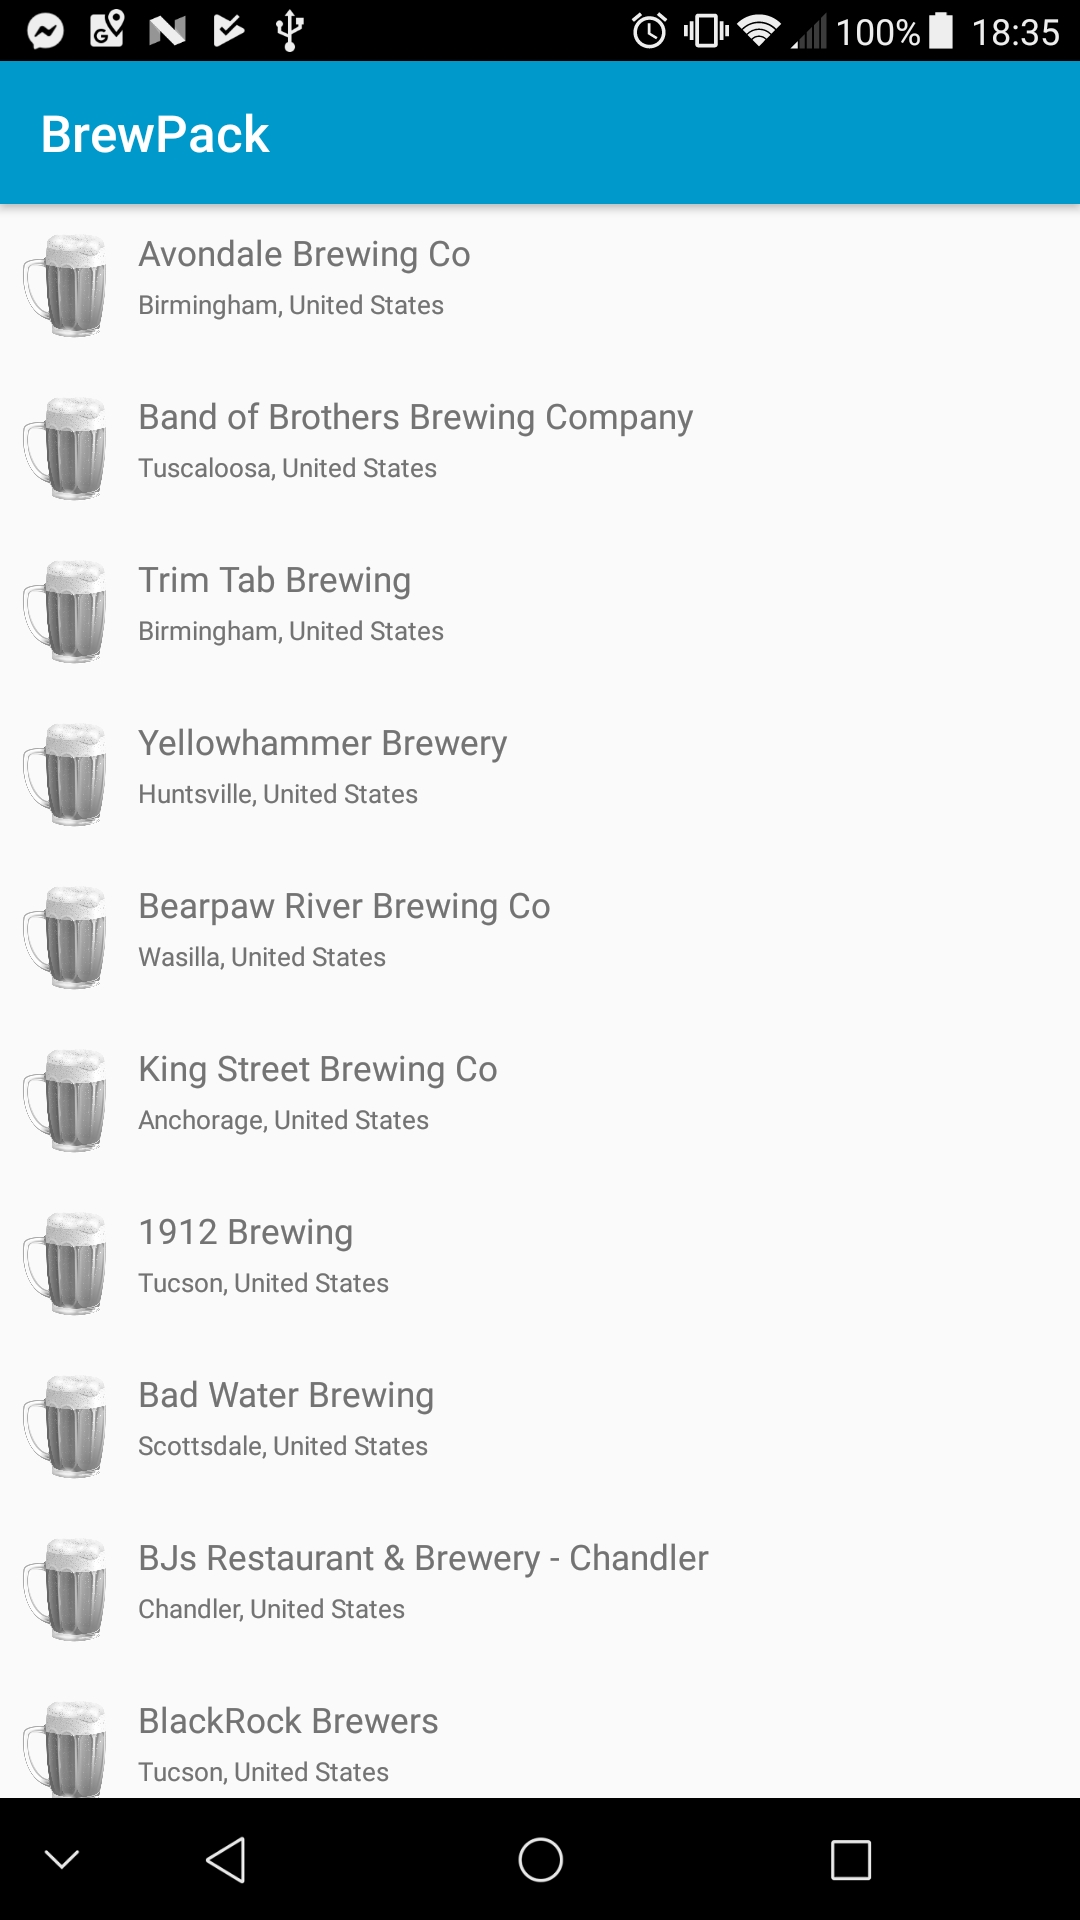 100% 18:35
BrewPack
Avondale Brewing Co
Birmingham, United States
Band of Brothers Brewing Company
Tuscaloosa, United States
Trim Tab Brewing
Birmingham, United States
Yellowhammer Brewery
Huntsville, United States
Bearpaw River Brewing Co
Wasilla, United States
King Street Brewing Co
Anchorage, United States
1912 Brewing
Tucson, United States
Bad Water Brewing
Scottsdale, United States
BJs Restaurant & Brewery - Chandler
Chandler, United States
BlackRock Brewers
Tucson, United States